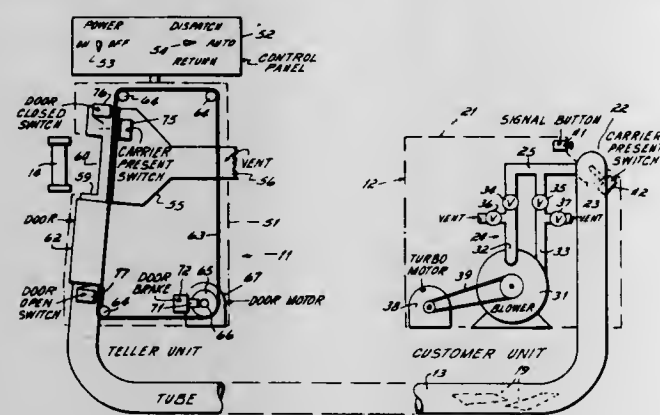 POWER DISPATCH 52
ON OFF 54 AUTO
53 RETURN CONTROL PANEL
DOOR CLOSED SWITCH 76 64 64
75
60 CARRIER PRESENT SWITCH VENT
14 56
59 55 51
DOOR 63 11
62
DOOR OPEN SWITCH 77 DOOR BRAKE 72 65 67
64 71 DOOR MOTOR
66
TELLER UNIT
TUBE
21 SIGNAL BUTTON 22
41 CARRIER PRESENT SWITCH
12 25
34 35 23 42
VENT 36 37 VENT
24
TURBO MOTOR 32 33
39
38 BLOWER 31
CUSTOMER UNIT
13 19